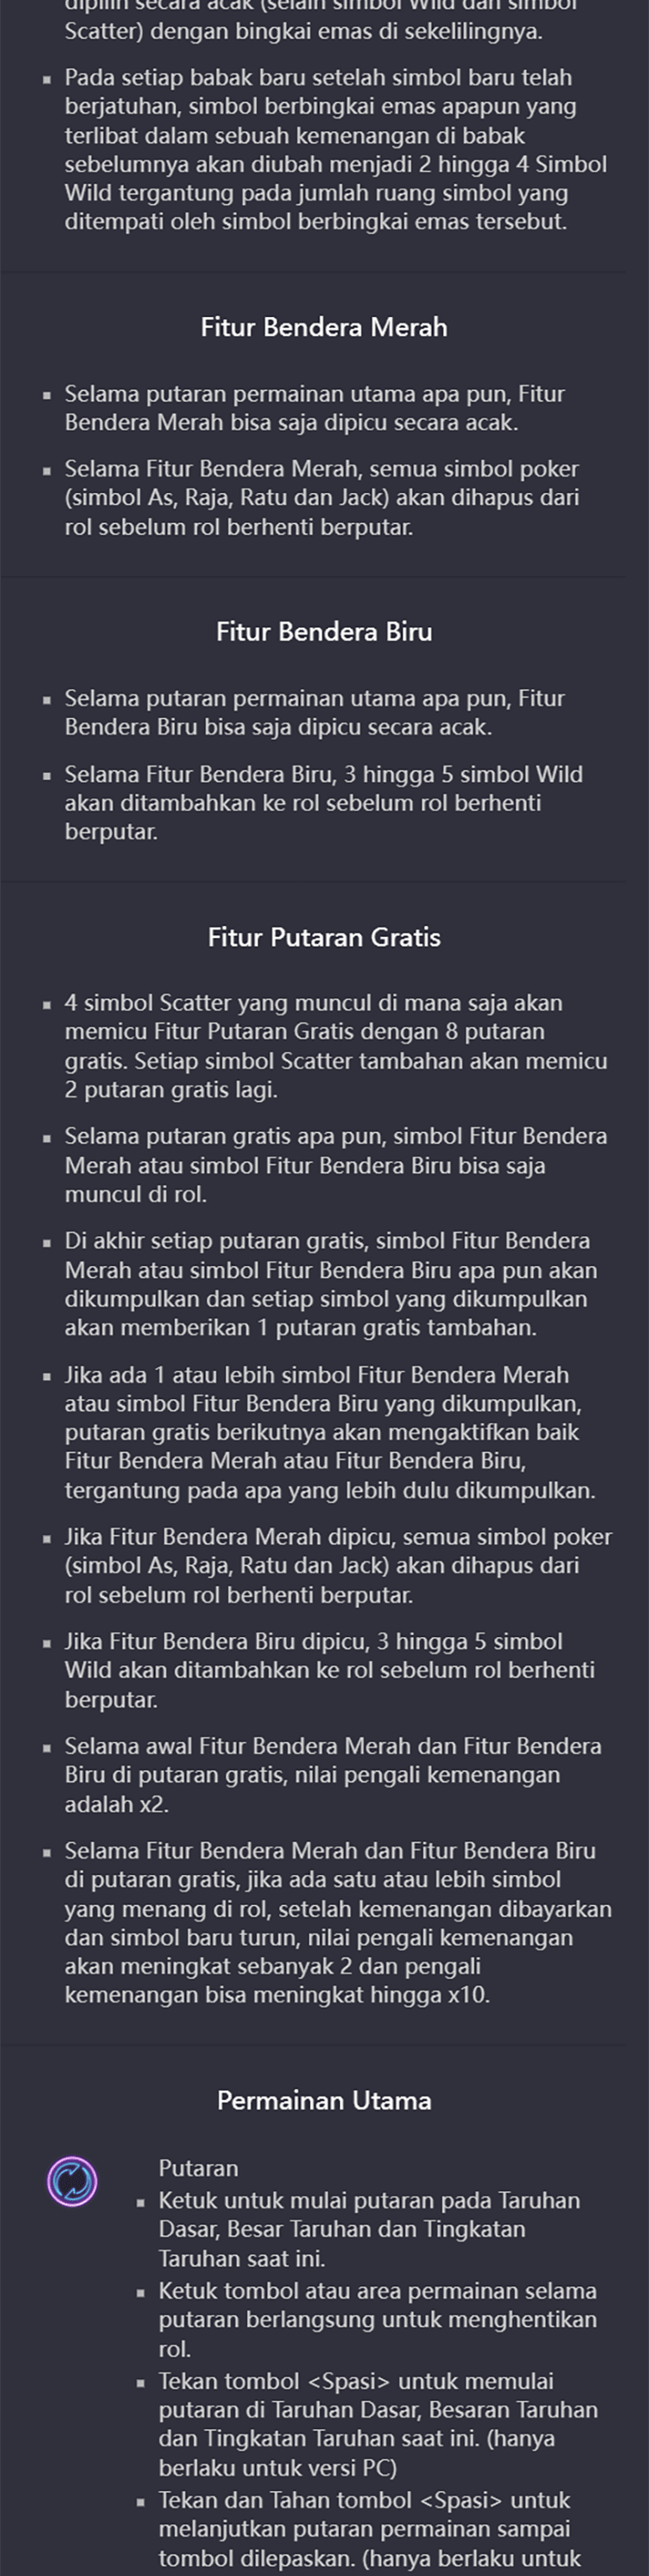 dipilih secara acak (selain simbol Wild dan simbol
Scatter) dengan bingkai emas di sekelilingnya.
Pada setiap babak baru setelah simbol baru telah
berjatuhan, simbol berbingkai emas apapun yang
terlibat dalam sebuah kemenangan di babak
sebelumnya akan diubah menjadi 2 hingga 4 Simbol
Wild tergantung pada jumlah ruang simbol yang
ditempati oleh simbol berbingkai emas tersebut.
Fitur Bendera Merah
Selama putaran permainan utama apa pun, Fitur
Bendera Merah bisa saja dipicu secara acak.
Selama Fitur Bendera Merah, semua simbol poker
(simbol As, Raja, Ratu dan Jack) akan dihapus dari
rol sebelum rol berhenti berputar.
Fitur Bendera Biru
Selama putaran permainan utama apa pun, Fitur
Bendera Biru bisa saja dipicu secara acak.
Selama Fitur Bendera Biru, 3 hingga 5 simbol Wild
akan ditambahkan ke rol sebelum rol berhenti
berputar.
Fitur Putaran Gratis
4 simbol Scatter yang muncul di mana saja akan
memicu Fitur Putaran Gratis dengan 8 putaran
gratis. Setiap simbol Scatter tambahan akan memicu
2 putaran gratis lagi.
Selama putaran gratis apa pun, simbol Fitur Bendera
Merah atau simbol Fitur Bendera Biru bisa saja
muncul di rol.
Di akhir setiap putaran gratis, simbol Fitur Bendera
Merah atau simbol Fitur Bendera Biru apa pun akan
dikumpulkan dan setiap simbol yang dikumpulkan
akan memberikan 1 putaran gratis tambahan.
Jika ada 1 atau lebih simbol Fitur Bendera Merah
atau simbol Fitur Bendera Biru yang dikumpulkan,
putaran gratis berikutnya akan mengaktifkan baik
Fitur Bendera Merah atau Fitur Bendera Biru,
tergantung pada apa yang lebih dulu dikumpulkan.
Jika Fitur Bendera Merah dipicu, semua simbol poker
(simbol As, Raja, Ratu dan Jack) akan dihapus dari
rol sebelum rol berhenti berputar.
Jika Fitur Bendera Biru dipicu, 3 hingga 5 simbol
Wild akan ditambahkan ke rol sebelum rol berhenti
berputar.
Selama awal Fitur Bendera Merah dan Fitur Bendera
Biru di putaran gratis, nilai pengali kemenangan
adalah x2.
Selama Fitur Bendera Merah dan Fitur Bendera Biru
di putaran gratis, jika ada satu atau lebih simbol
yang menang di rol, setelah kemenangan dibayarkan
dan simbol baru turun, nilai pengali kemenangan
akan meningkat sebanyak 2 dan pengali
kemenangan bisa meningkat hingga x10.
Permainan Utama
Putaran
Ketuk untuk mulai putaran pada Taruhan
Dasar, Besar Taruhan dan Tingkatan
Taruhan saat ini.
Ketuk tombol atau area permainan selama
putaran berlangsung untuk menghentikan
rol.
Tekan tombol <Spasi> untuk memulai
putaran di Taruhan Dasar, Besaran Taruhan
dan Tingkatan Taruhan saat ini. (hanya
berlaku untuk versi PC)
Tekan dan Tahan tombol <Spasi> untuk
melanjutkan putaran permainan sampai
tombol dilepaskan. (hanya berlaku untuk